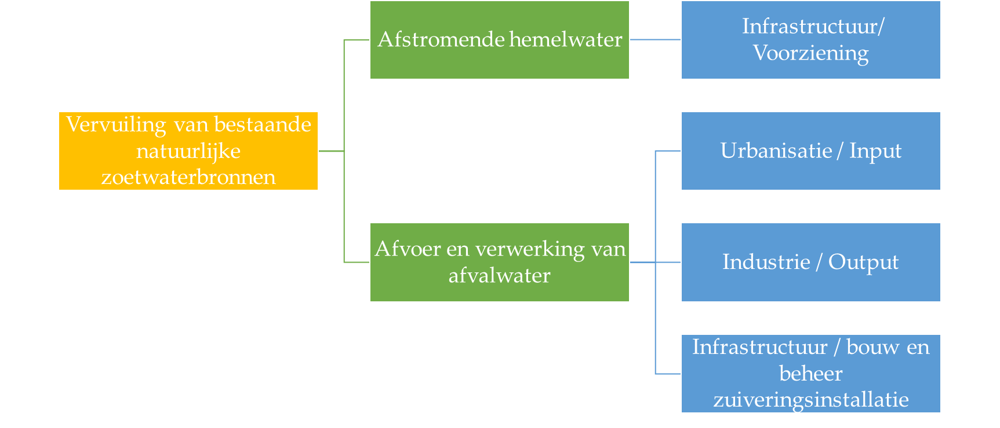 Afstromende hemelwater
Infrastructuur/
Voorziening
Vervuiling van bestaande
natuurlijke
zoetwaterbronnen
Urbanisatie / Input
Afvoer en verwerking van
afvalwater
Industrie / Output
Infrastructuur / bouw en
beheer
zuiveringsinstallatie